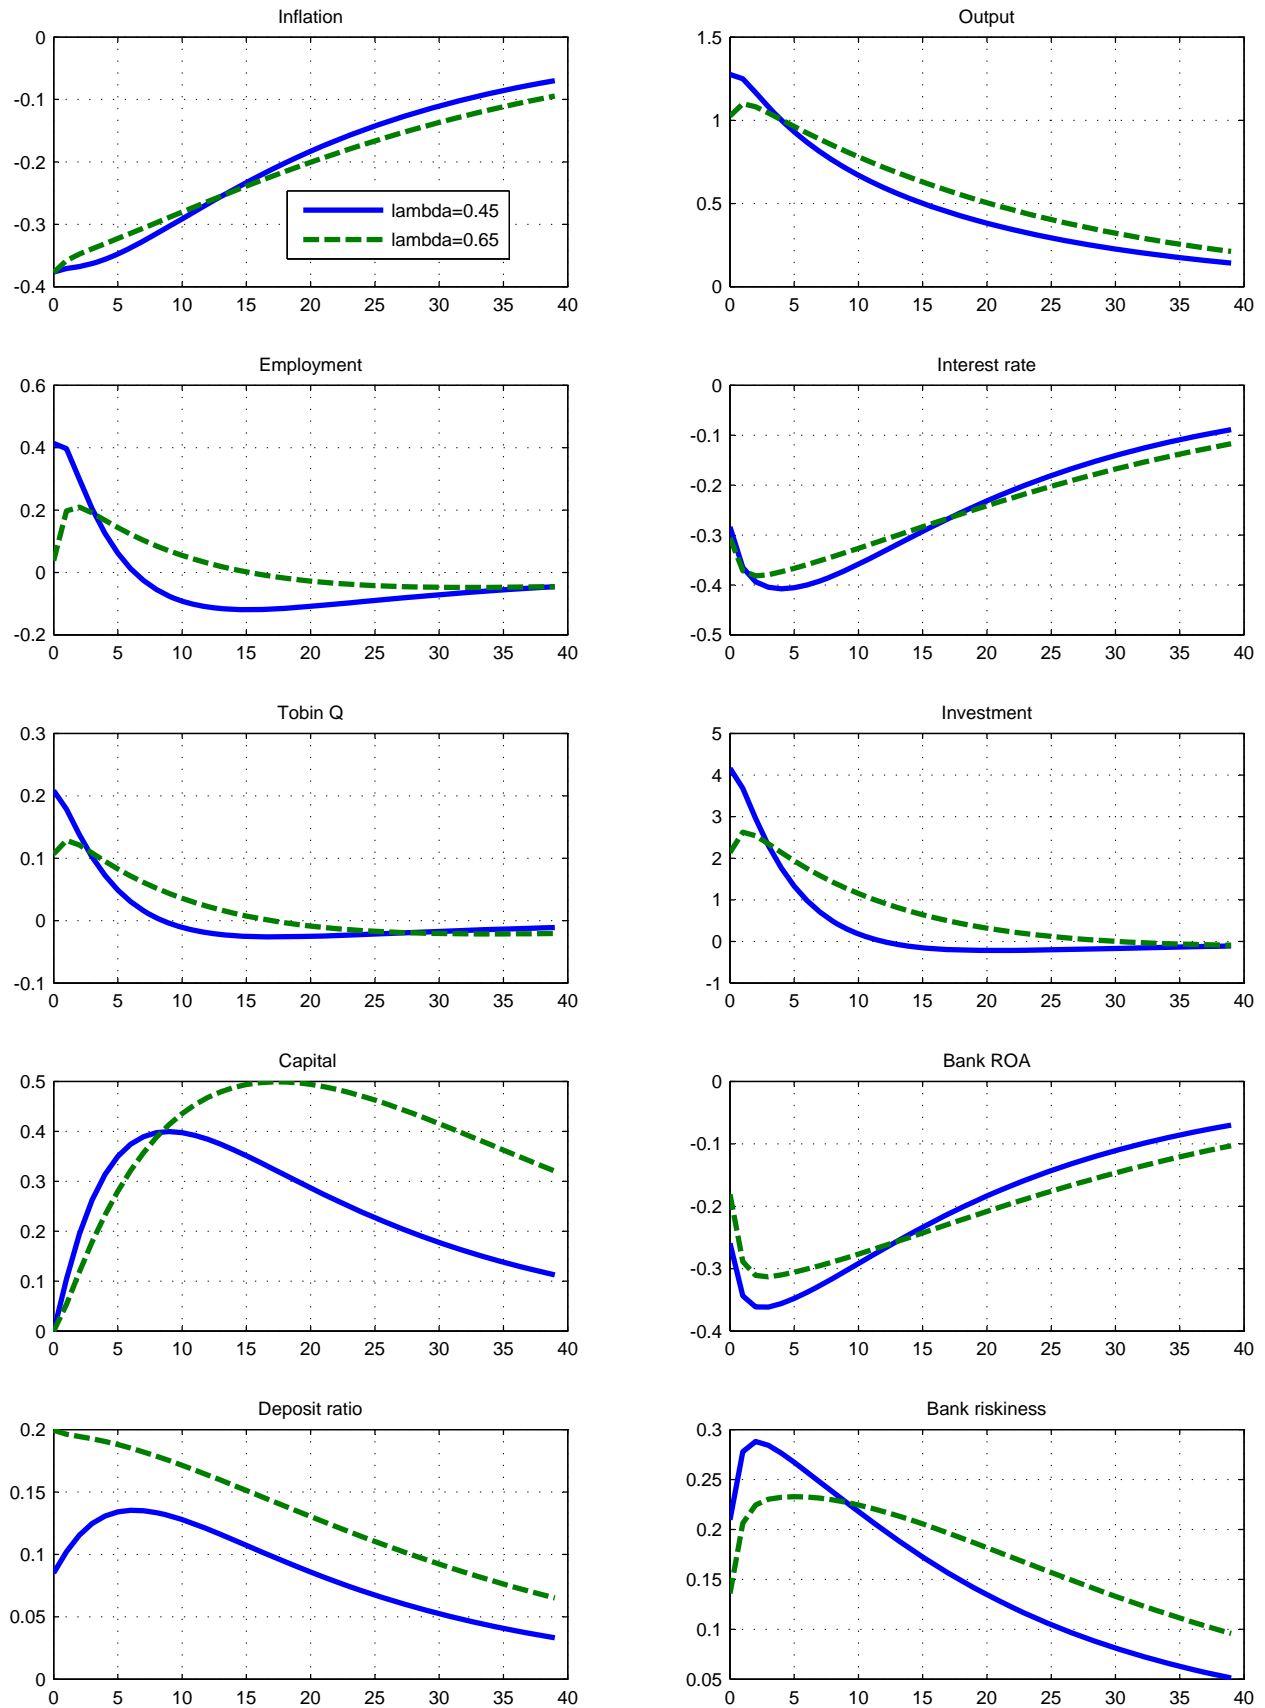 Inflation
0
-0.1
-0.2
-0.3
-0.4
0 5 10 15 20 25 30 35 40
lambda=0.45
lambda=0.65
Output
1.5
1
0.5
0
0 5 10 15 20 25 30 35 40
Employment
0.6
0.4
0.2
0
-0.2
0 5 10 15 20 25 30 35 40
Interest rate
0
-0.1
-0.2
-0.3
-0.4
-0.5
0 5 10 15 20 25 30 35 40
Tobin Q
0.3
0.2
0.1
0
-0.1
0 5 10 15 20 25 30 35 40
Investment
5
4
3
2
1
0
-1
0 5 10 15 20 25 30 35 40
Capital
0.5
0.4
0.3
0.2
0.1
0
0 5 10 15 20 25 30 35 40
Bank ROA
0
-0.1
-0.2
-0.3
-0.4
0 5 10 15 20 25 30 35 40
Deposit ratio
0.2
0.15
0.1
0.05
0
0 5 10 15 20 25 30 35 40
Bank riskiness
0.3
0.25
0.2
0.15
0.1
0.05
0 5 10 15 20 25 30 35 40